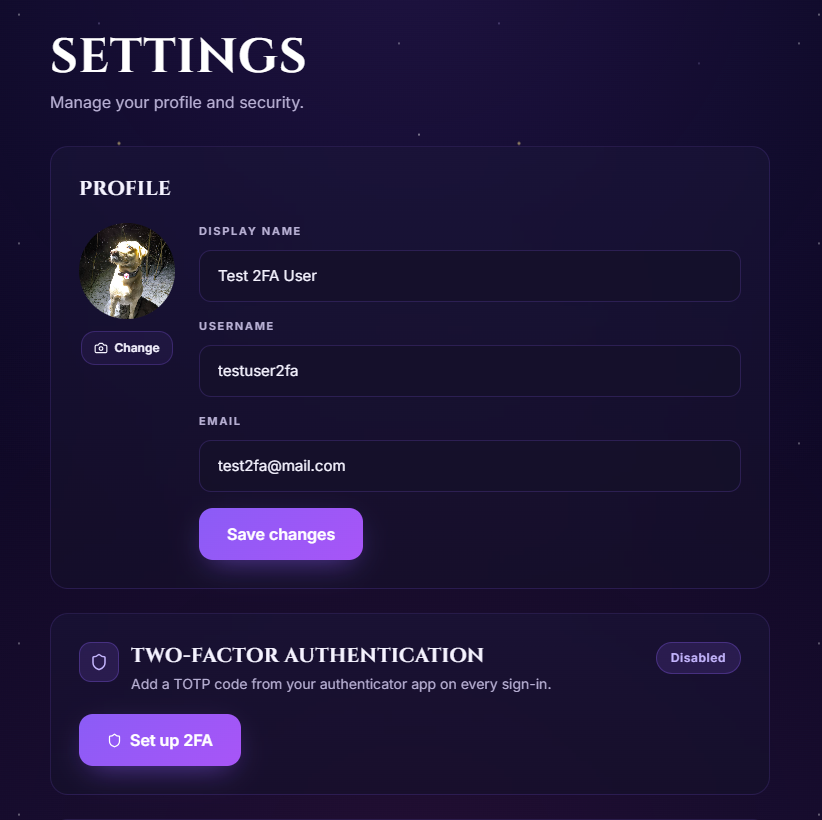 SETTINGS
Manage your profile and security.
PROFILE
DISPLAY NAME
Test 2FA User
Change
USERNAME
testuser2fa
EMAIL
test2fa@mail.com
Save changes
TWO-FACTOR AUTHENTICATION
Disabled
Add a TOTP code from your authenticator app on every sign-in.
Set up 2FA